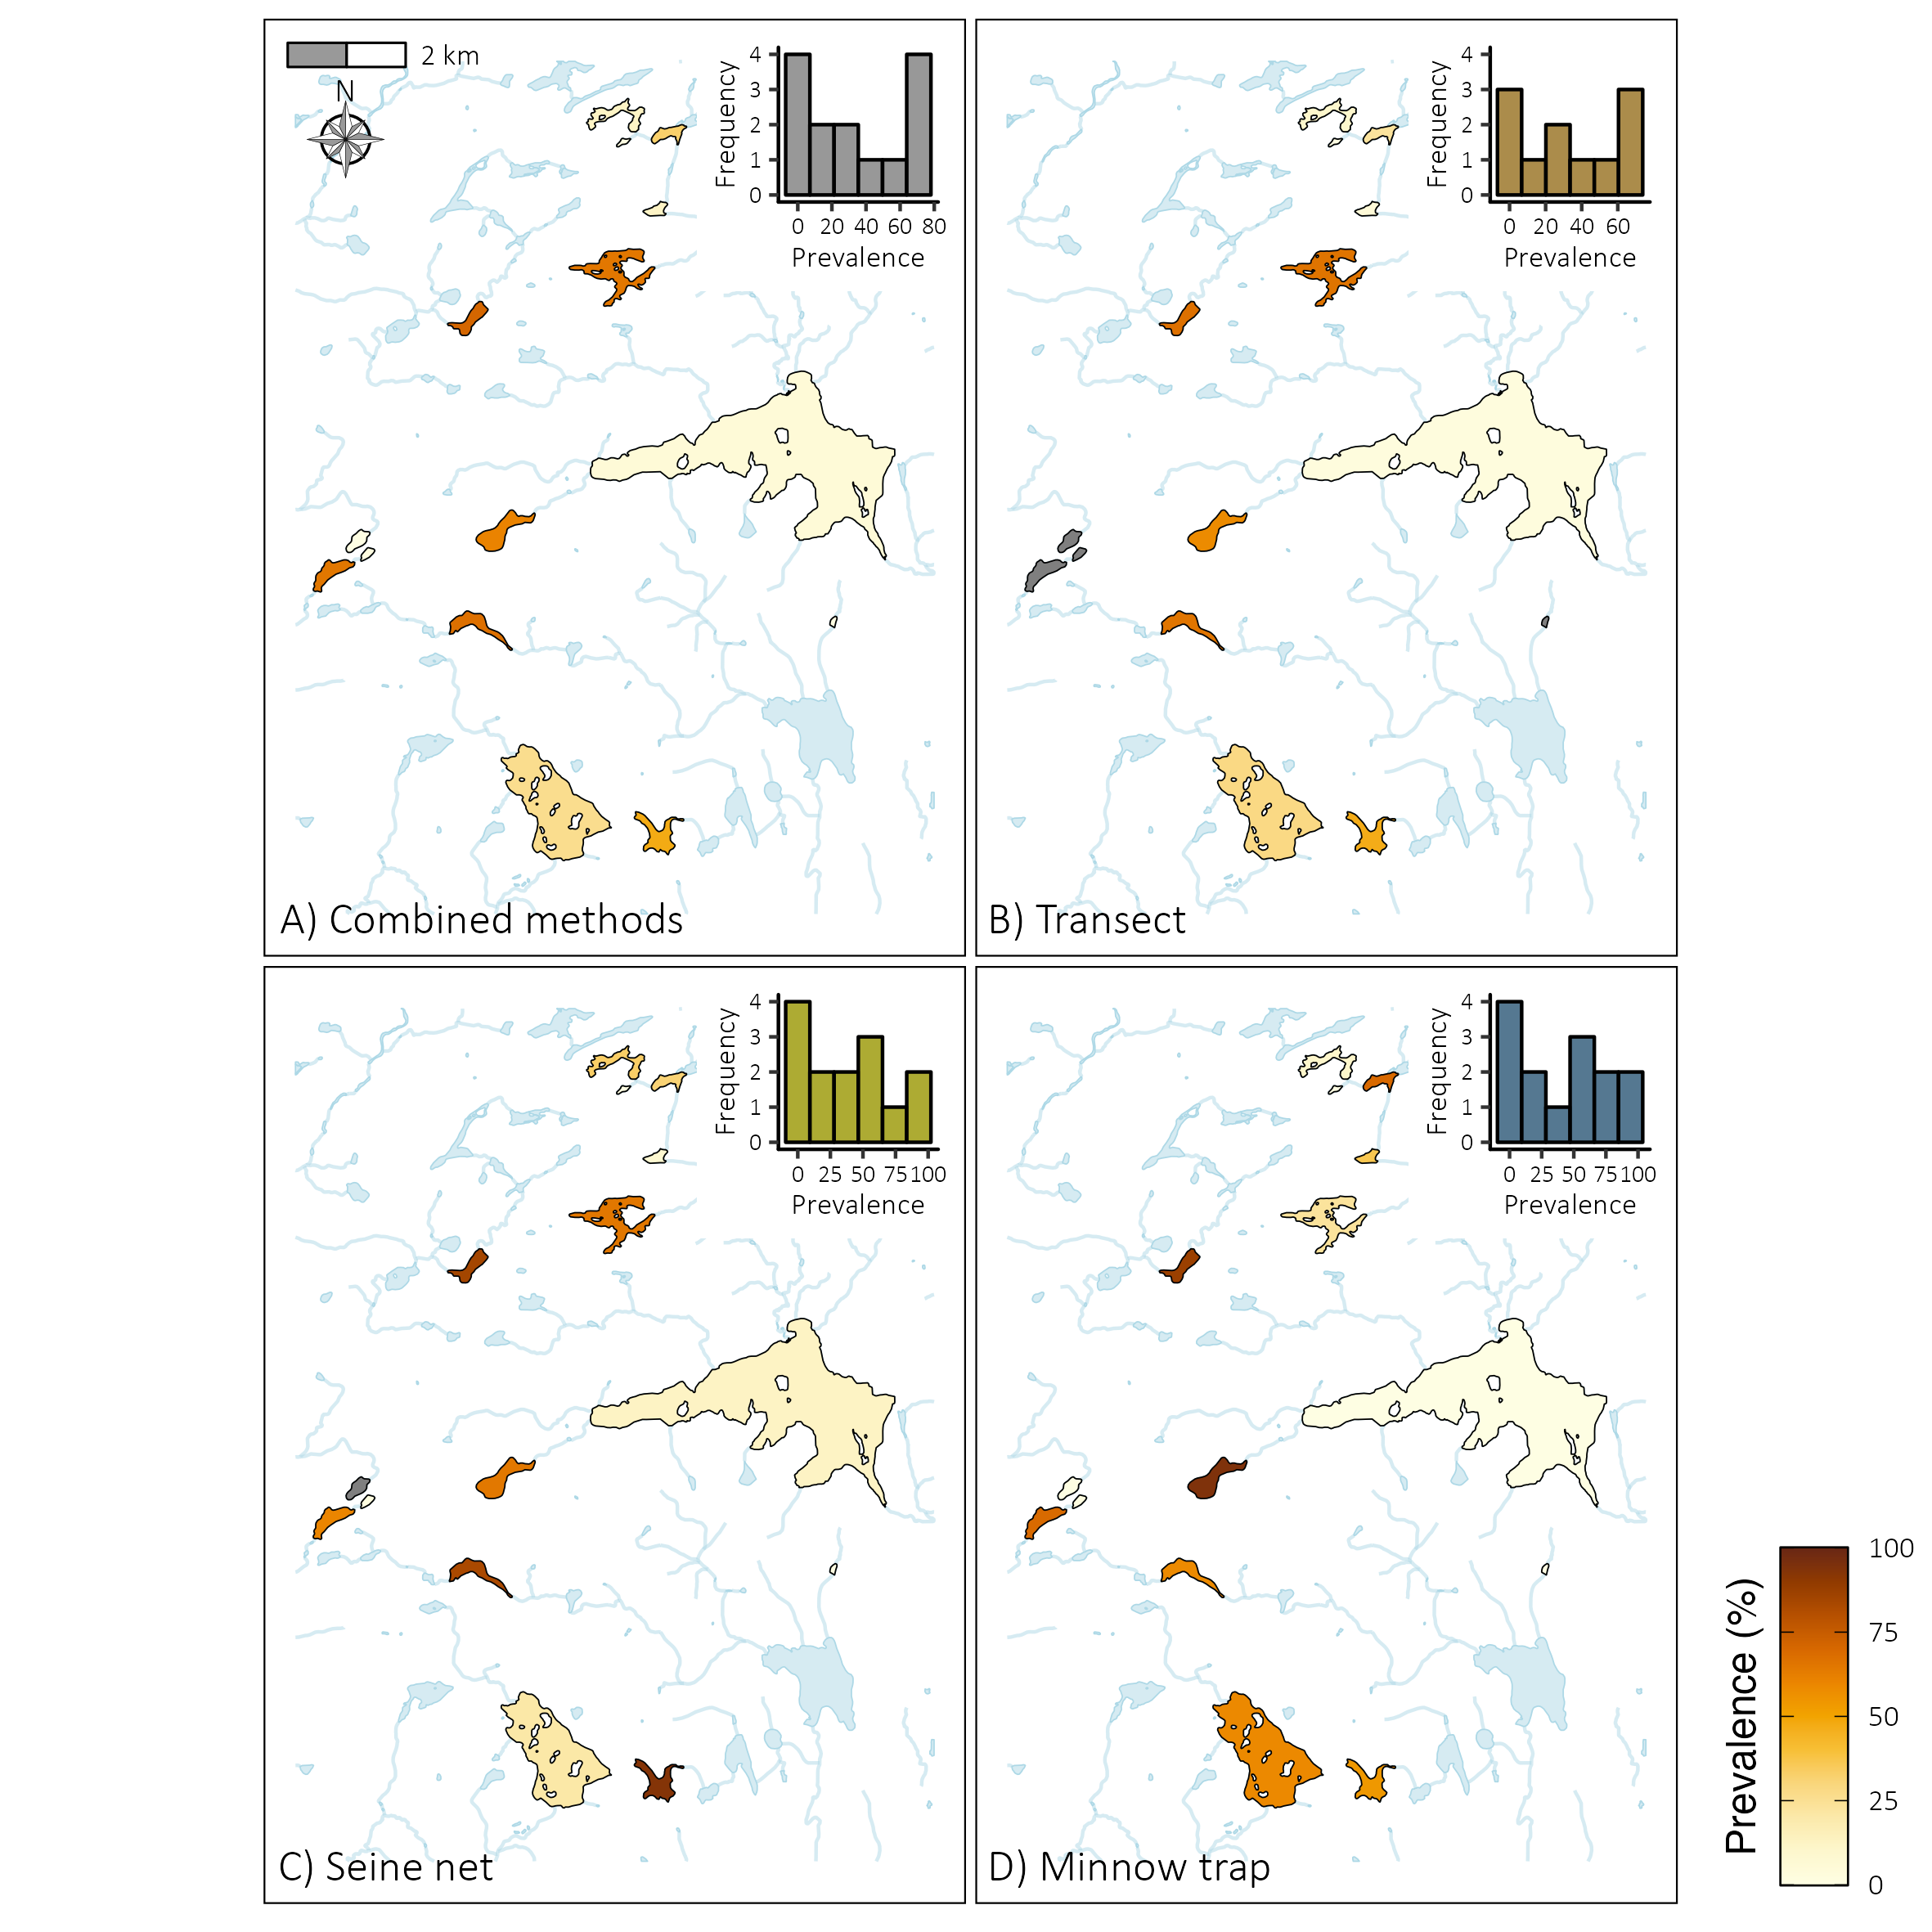 2 km
N
Frequency
4
3
2
1
0
0 20 40 60 80
Prevalence
A) Combined methods
Frequency
4
3
2
1
0
0 20 40 60
Prevalence
B) Transect
Frequency
4
3
2
1
0
0 25 50 75 100
Prevalence
C) Seine net
Frequency
4
3
2
1
0
0 25 50 75 100
Prevalence
D) Minnow trap
Prevalence (%)
100
75
50
25
0